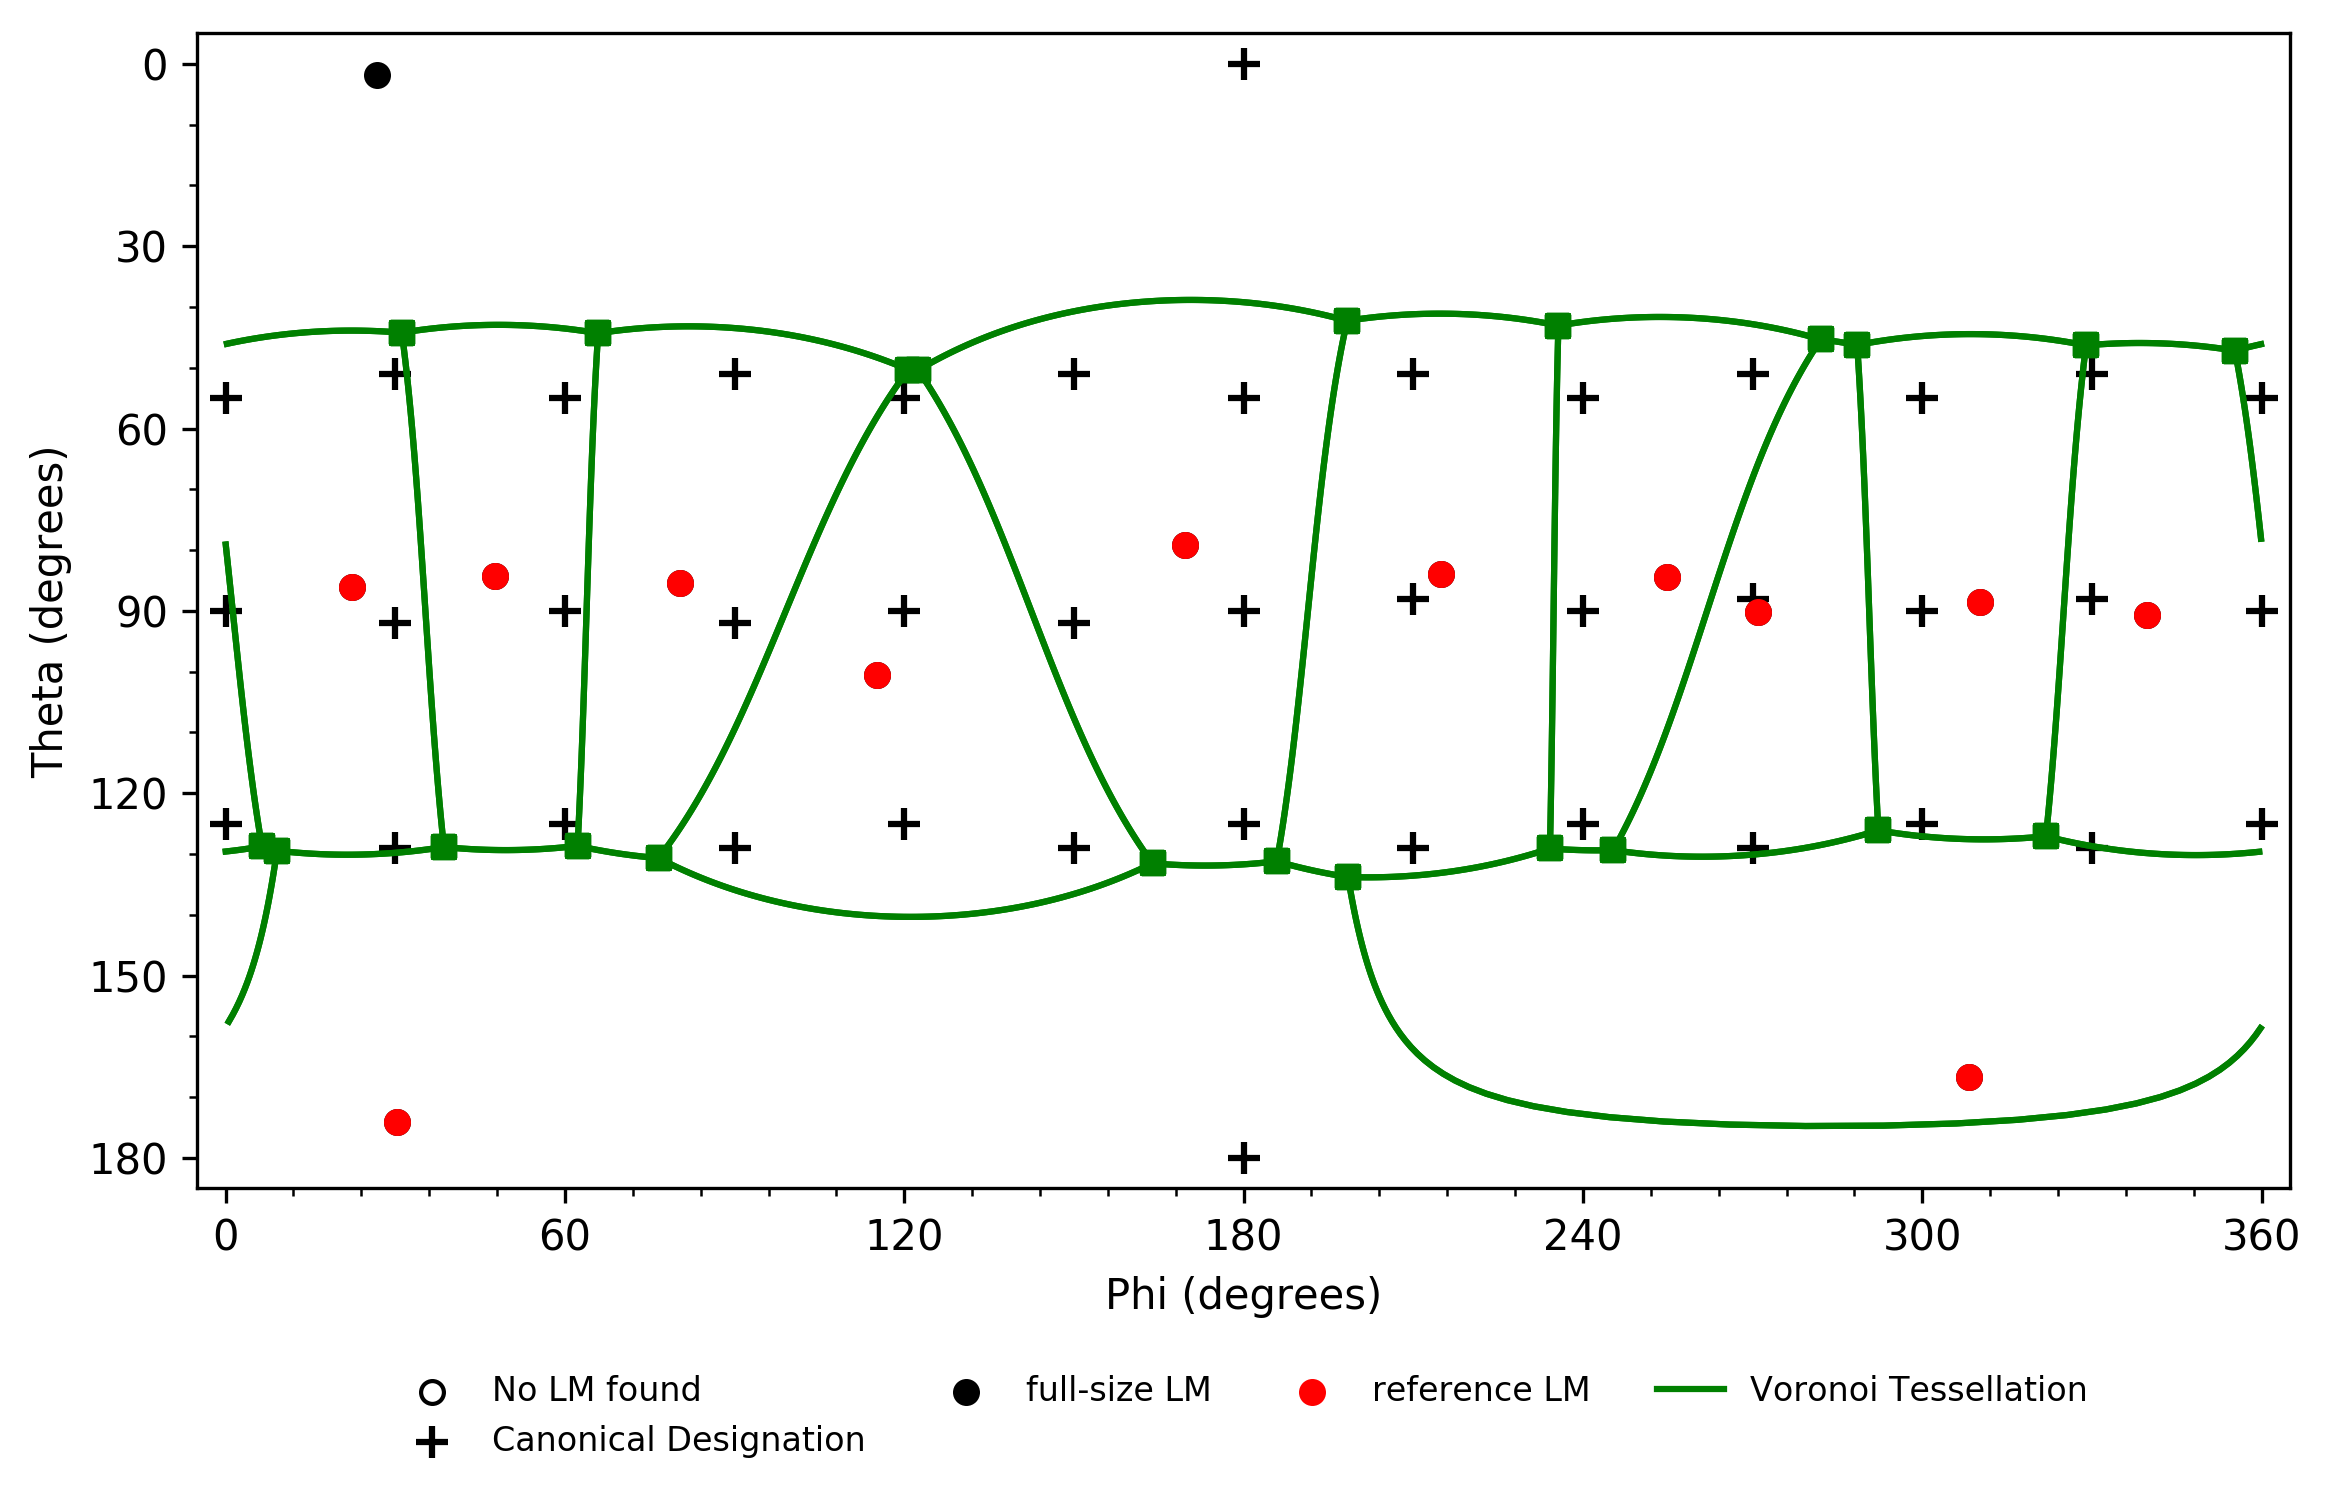 0
30
60
90
120
150
180
Theta (degrees)
0 60 120 180 240 300 360
Phi (degrees)
No LM found full-size LM reference LM Voronoi Tessellation
Canonical Designation